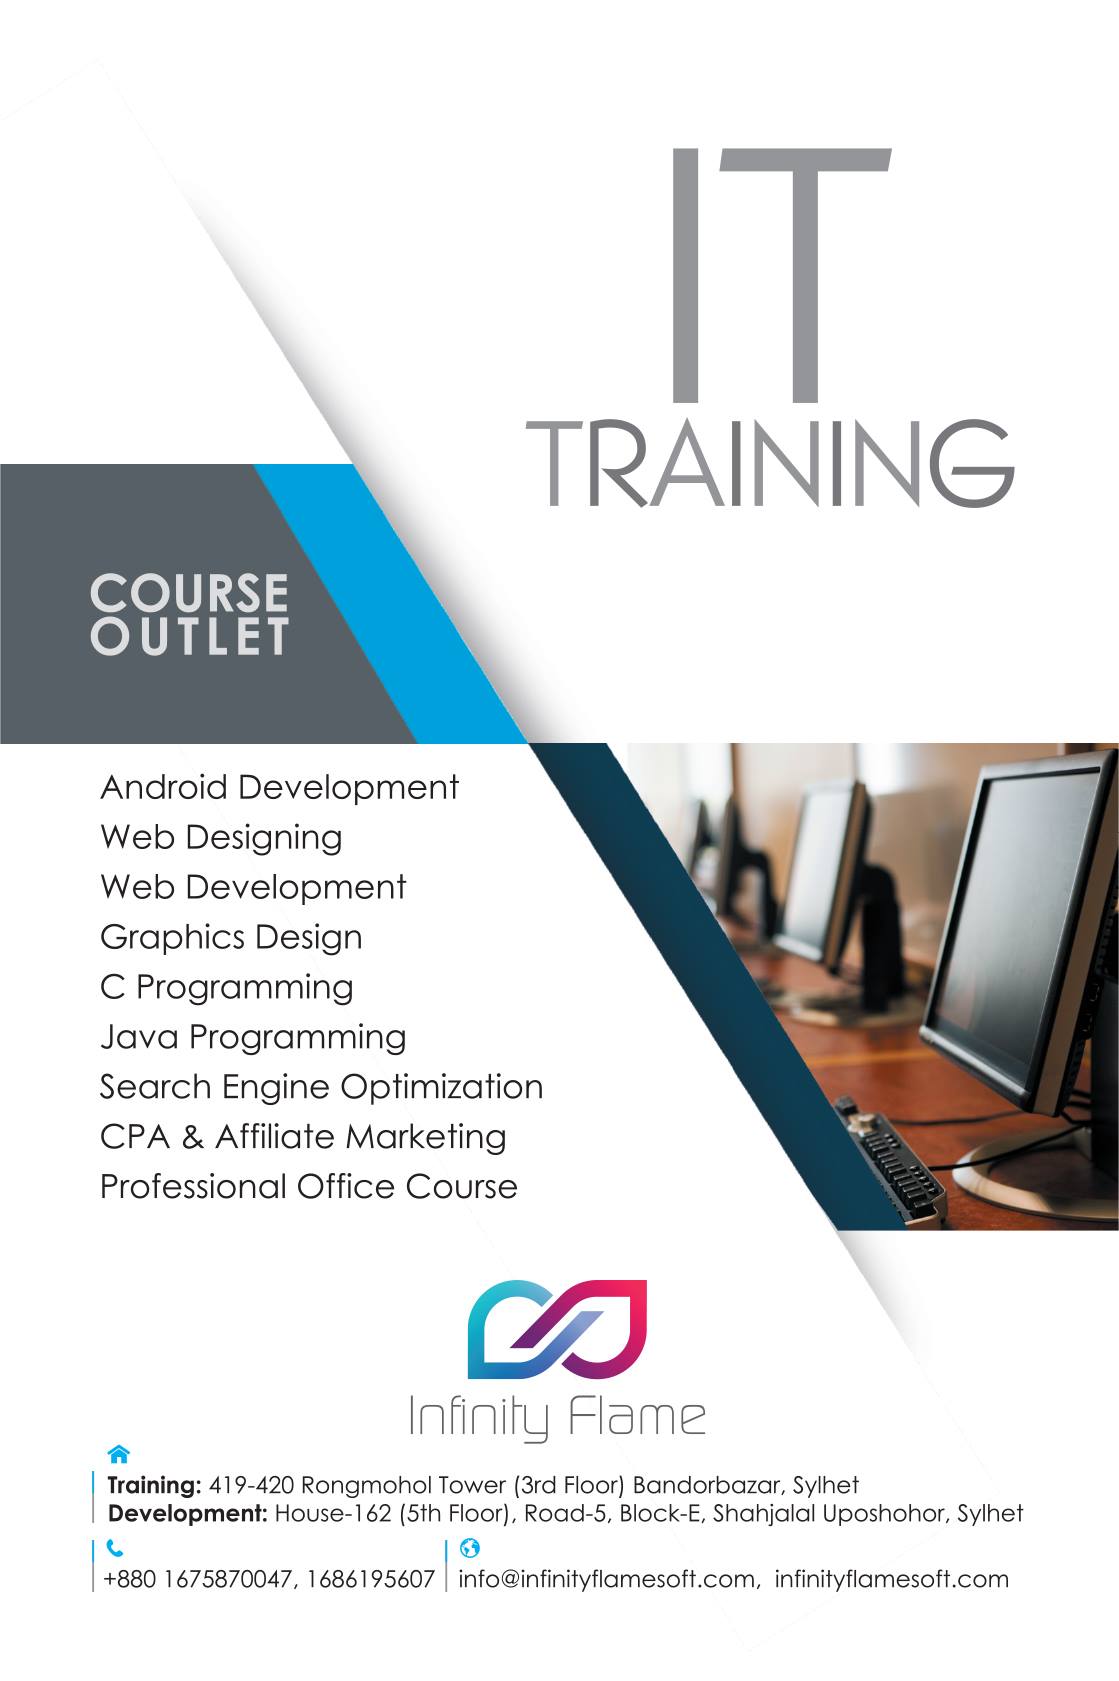 IT
TRAINING
COURSE
OUTLET
Android Development
Web Designing
Web Development
Graphics Design
C Programming
Java Programming
Search Engine Optimization
CPA & Affiliate Marketing
Professional Office Course
Infinity Flame
Training: 419-420 Rongmohol Tower (3rd Floor) Bandorbazar, Sylhet
Development: House-162 (5th Floor), Road-5, Block-E, Shahjalal Uposhohor, Sylhet
+880 1675870047, 1686195607
info@infinityflamesoft.com, infinityflamesoft.com